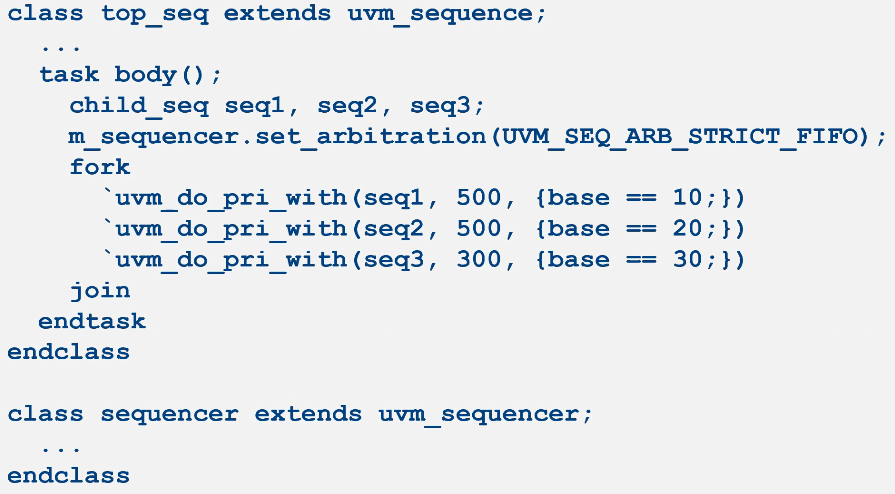 class top_seq extends uvm_sequence;
...
task body();
child_seq seq1, seq2, seq3;
m_sequencer.set_arbitration(UVM_SEQ_ARB_STRICT_FIFO);
fork
`uvm_do_pri_with(seq1, 500, {base == 10;})
`uvm_do_pri_with(seq2, 500, {base == 20;})
`uvm_do_pri_with(seq3, 300, {base == 30;})
join
endtask
endclass
class sequencer extends uvm_sequencer;
...
endclass